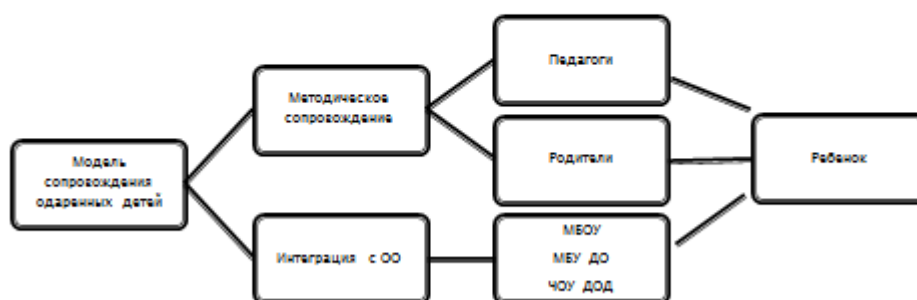 Модель
сопровождения
одаренных детей
Методическое
сопровождение
Интеграция с ОО
Педагоги
Родители
МБОУ
МБУ ДО
ЧОУ ДОД
Ребенок